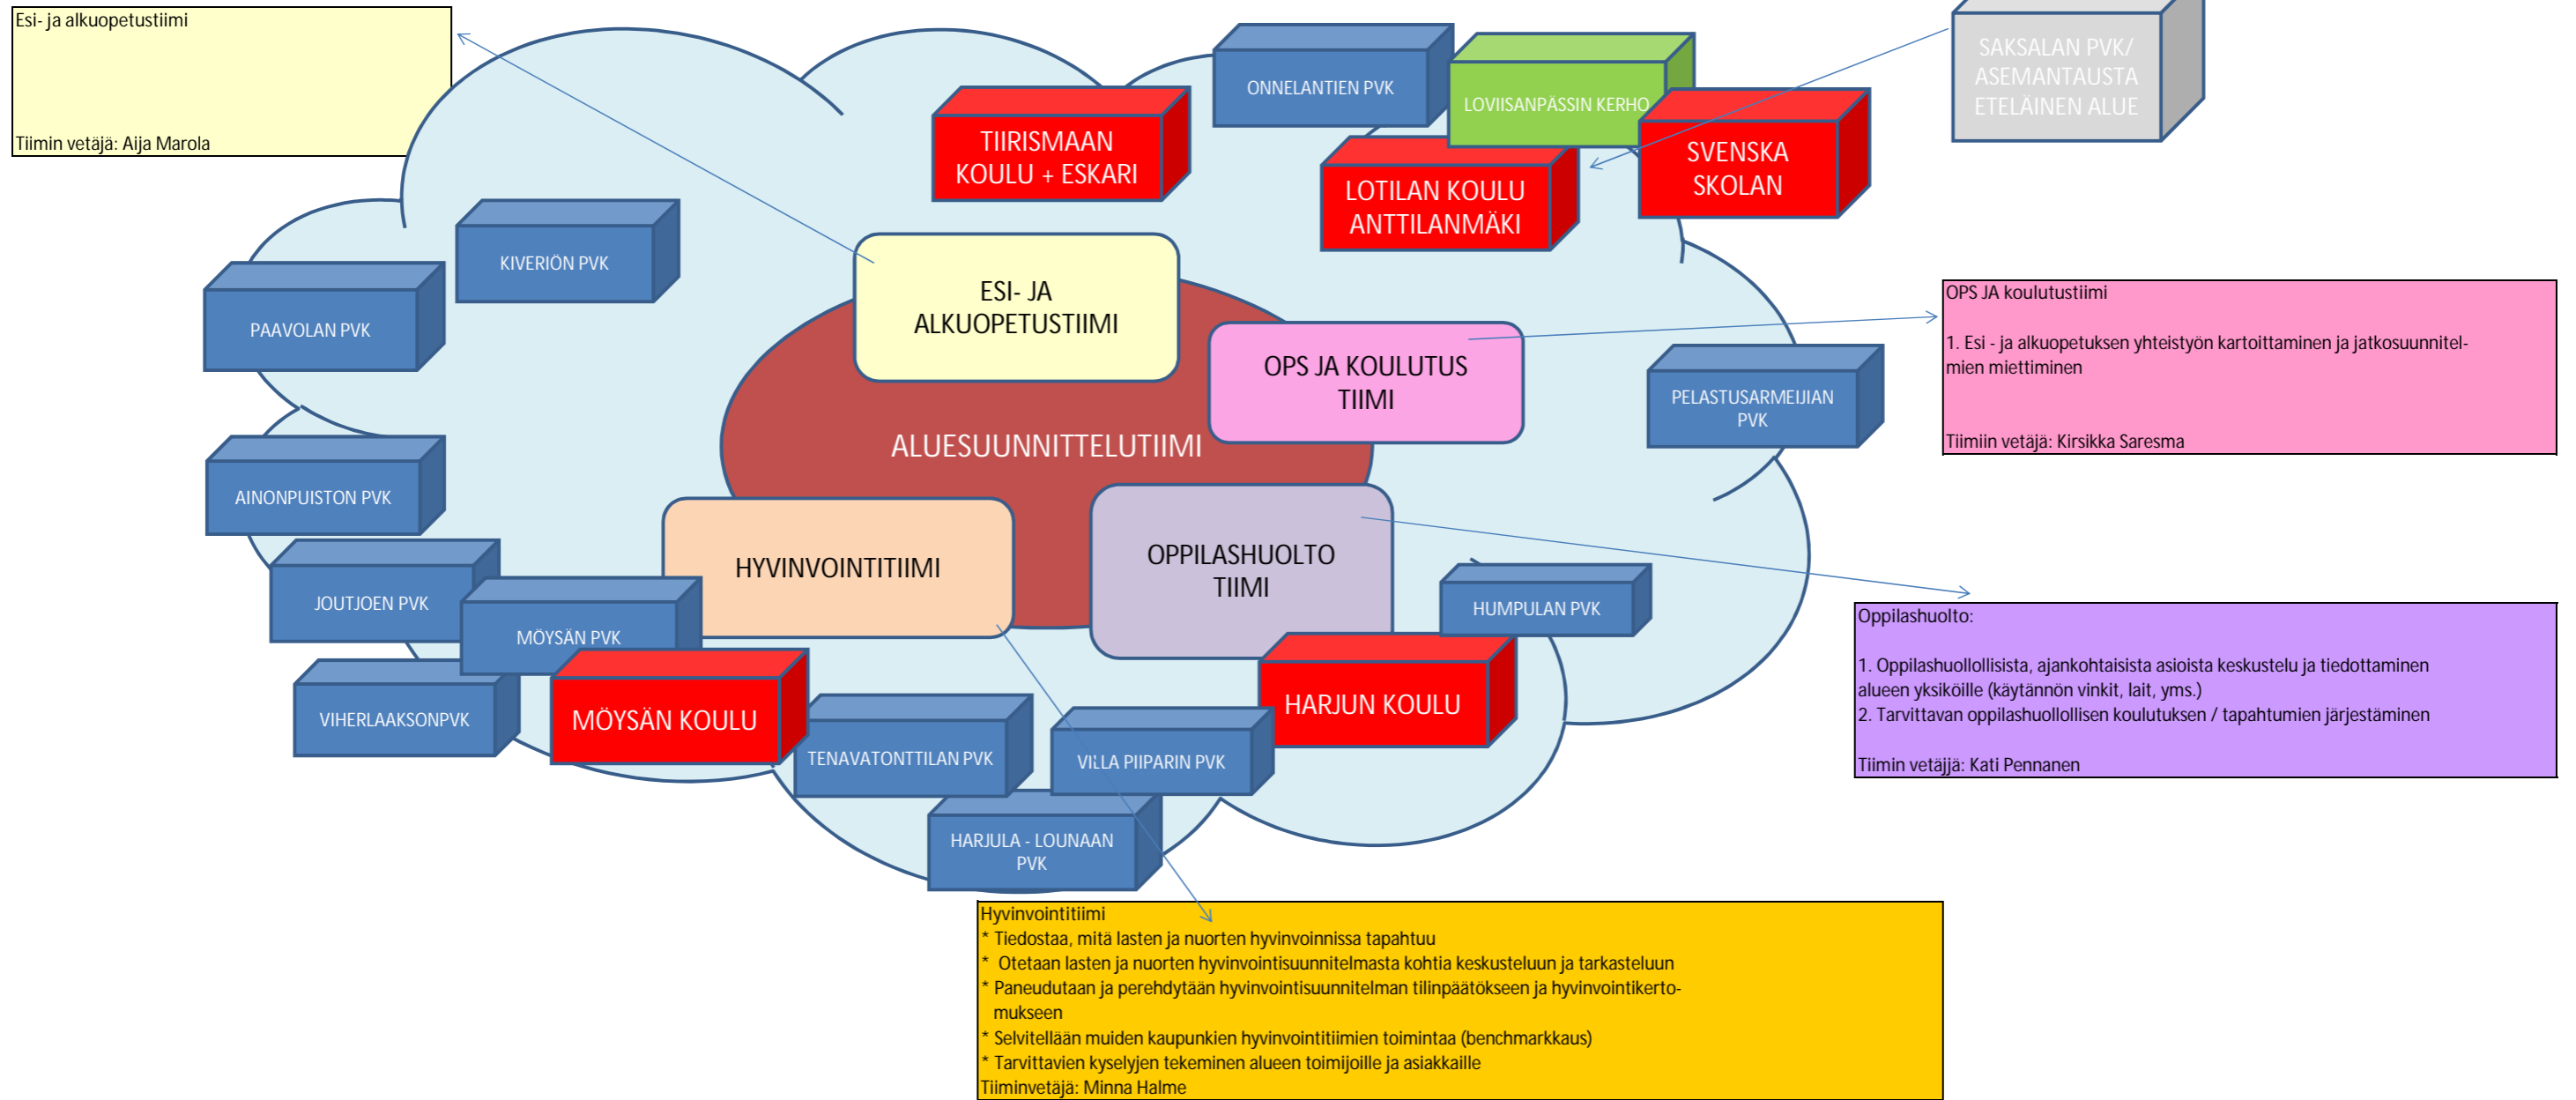 Esi- ja alkuopetustiimi
Tiimin vetäjä: Aija Marola
SAKSALAN PVK/
ASEMANTAUSTA
ETELÄINEN ALUE
ONNELANTIEN PVK
LOVIISANPÄSSIN KERHO
TIIRISMAAN
KOULU + ESKARI
SVENSKA
SKOLAN
LOTILAN KOULU
ANTTILANMÄKI
KIVERIÖN PVK
PAAVOLAN PVK
ESI- JA
ALKUOPETUSTIIMI
OPS JA KOULUTUS
TIIMI
OPS JA koulutustiimi
1. Esi - ja alkuopetuksen yhteistyön kartoittaminen ja jatkosuunnitel-
mien miettiminen
Tiimiin vetäjä: Kirsikka Saresma
PELASTUSARMEIJIAN
PVK
ALUESUUNNITTELUTIIMI
AINONPUISTON PVK
HYVINVOINTITIIMI
OPPILASHUOLTO
TIIMI
JOUTJOEN PVK
MÖYSÄN PVK
HUMPULAN PVK
Oppilashuolto:
1. Oppilashuollollisista, ajankohtaisista asioista keskustelu ja tiedottaminen
alueen yksiköille (käytännön vinkit, lait, yms.)
2. Tarvittavan oppilashuollollisen koulutuksen / tapahtumien järjestäminen
Tiimin vetäjjä: Kati Pennanen
VIHERLAAKSONPVK
MÖYSÄN KOULU
HARJUN KOULU
TENAVATONTTILAN PVK
VILLA PIIPARIN PVK
HARJULA - LOUNAAN
PVK
Hyvinvointitiimi
* Tiedostaa, mitä lasten ja nuorten hyvinvoinnissa tapahtuu
* Otetaan lasten ja nuorten hyvinvointisuunnitelmasta kohtia keskusteluun ja tarkasteluun
* Paneudutaan ja perehdytään hyvinvointisuunnitelman tilinpäätökseen ja hyvinvointikerto-
mukseen
* Selvitellään muiden kaupunkien hyvinvointitiimien toimintaa (benchmarkkaus)
* Tarvittavien kyselyjen tekeminen alueen toimijoille ja asiakkaille
Tiiminvetäjä: Minna Halme